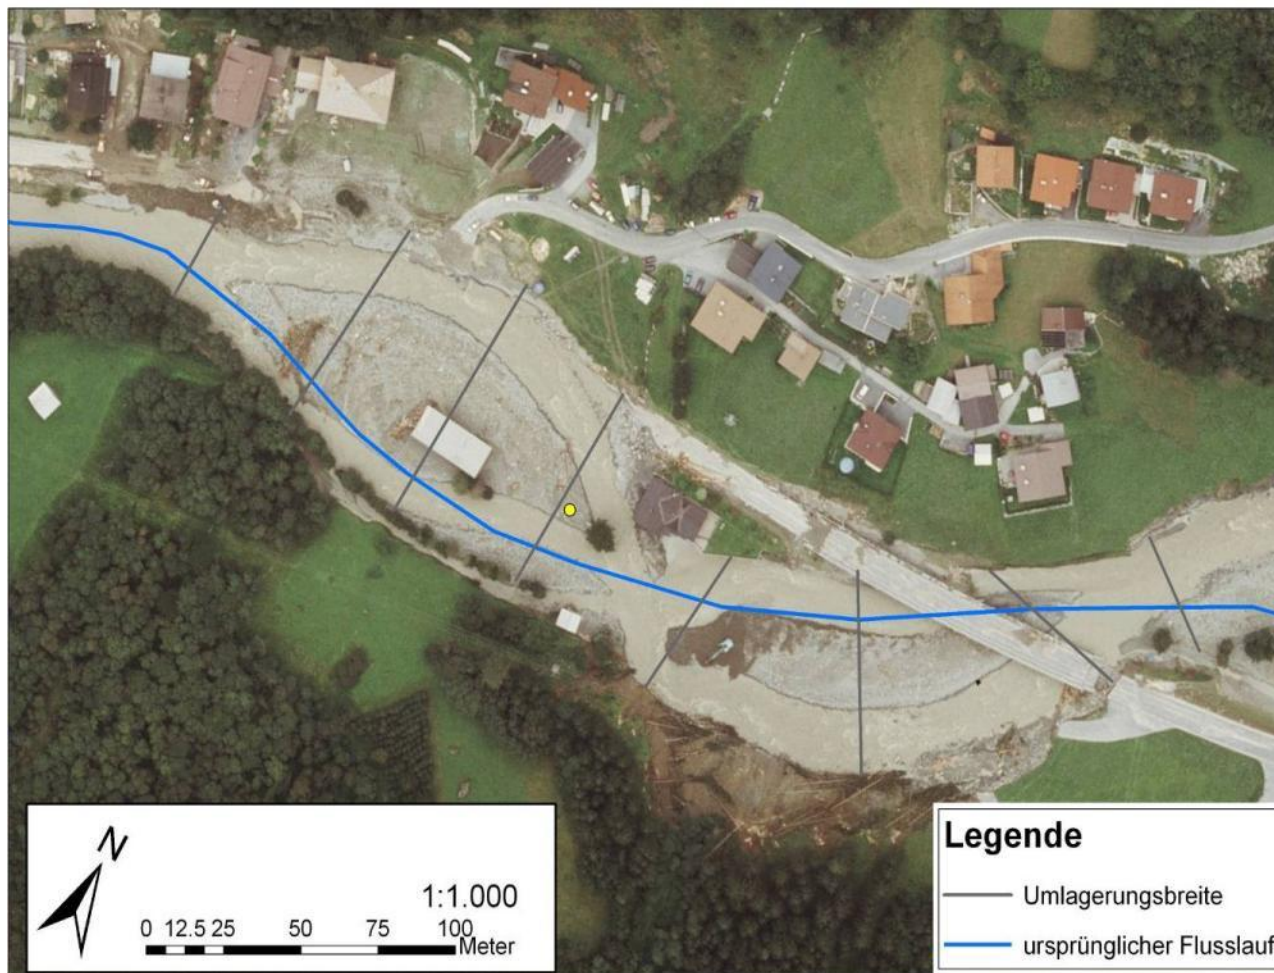 N
1:1.000
0 12.5 25 50 75 100
Meter
Legende
Umlagerungsbreite
ursprünglicher Flusslauf